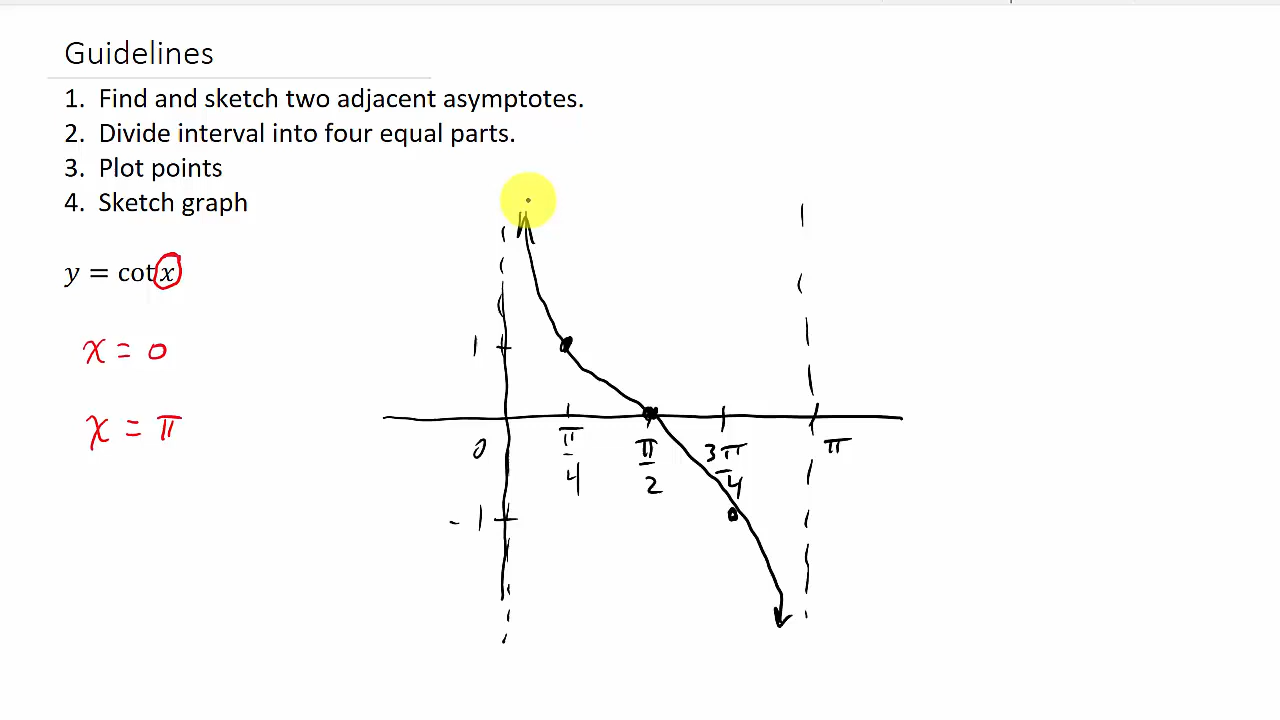 Guidelines
1. Find and sketch two adjacent asymptotes.
2. Divide interval into four equal parts.
3. Plot points
4. Sketch graph
y = cot x
x = 0
x = π
1
0
π/4
π/2
3π/4
π
-1